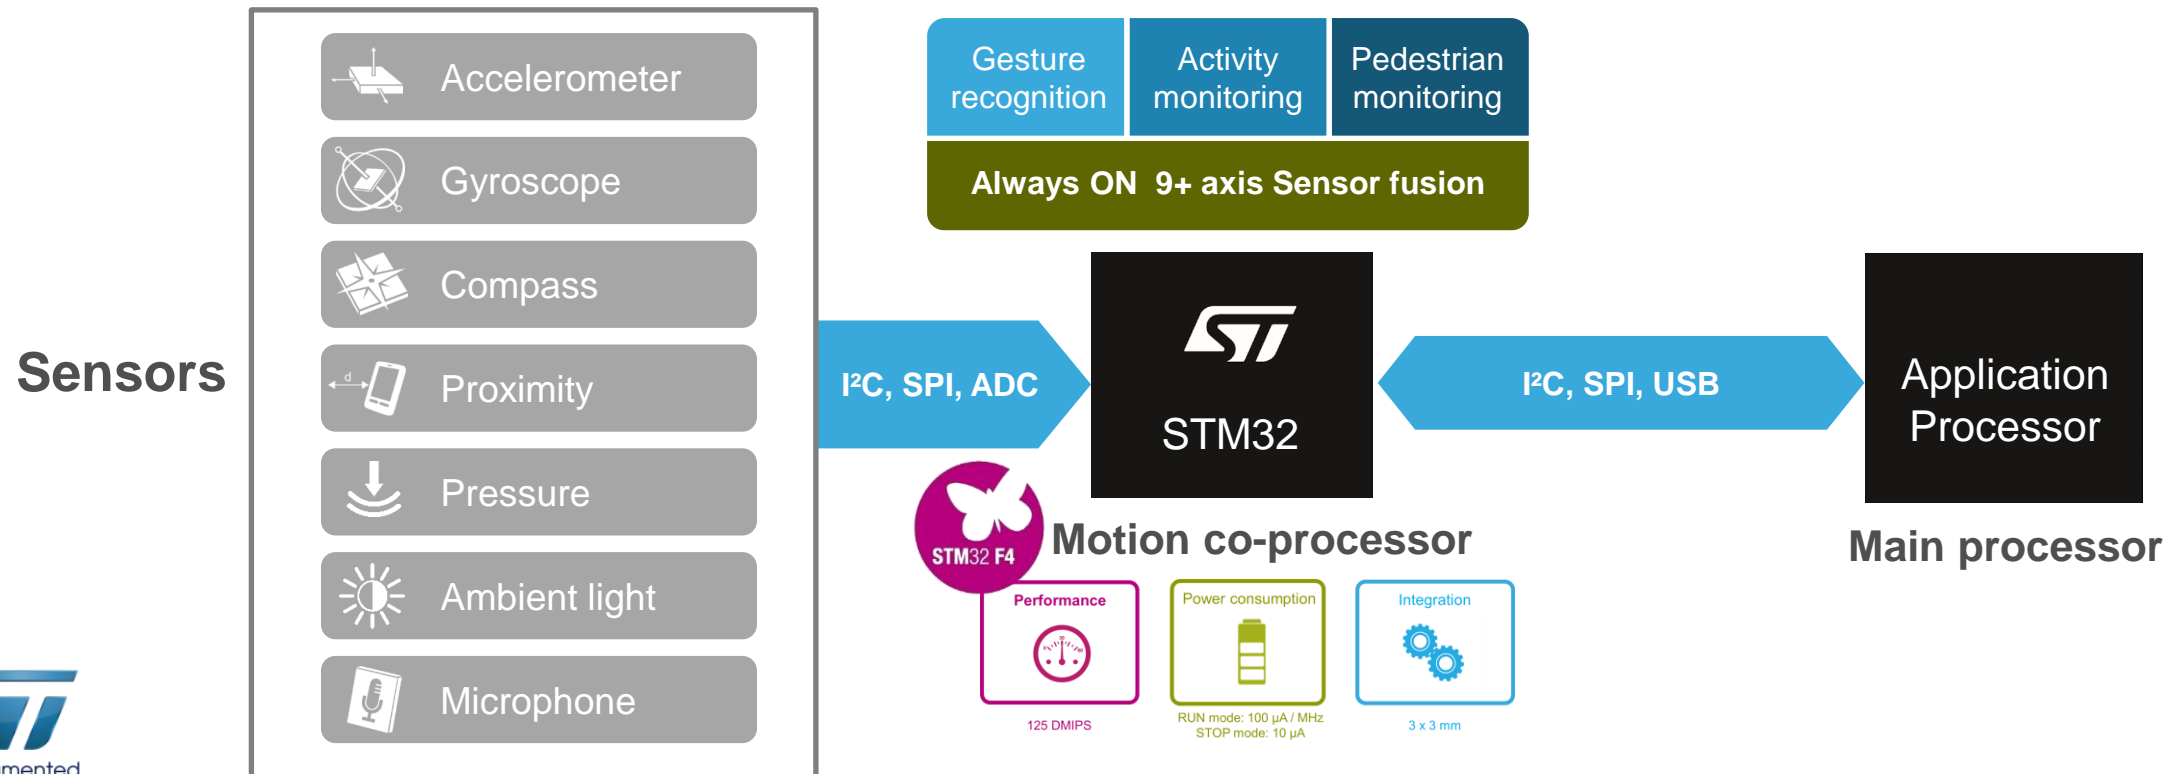 Sensors
Accelerometer
Gyroscope
Compass
d
Proximity
Pressure
Ambient light
Microphone
I²C, SPI, ADC
Gesture
recognition
Activity
monitoring
Pedestrian
monitoring
Always ON 9+ axis Sensor fusion
ST
STM32
I²C, SPI, USB
Application
Processor
STM32 F4
Motion co-processor
Main processor
Performance
125 DMIPS
Power consumption
RUN mode: 100 µA / MHz
STOP mode: 10 µA
Integration
3 x 3 mm